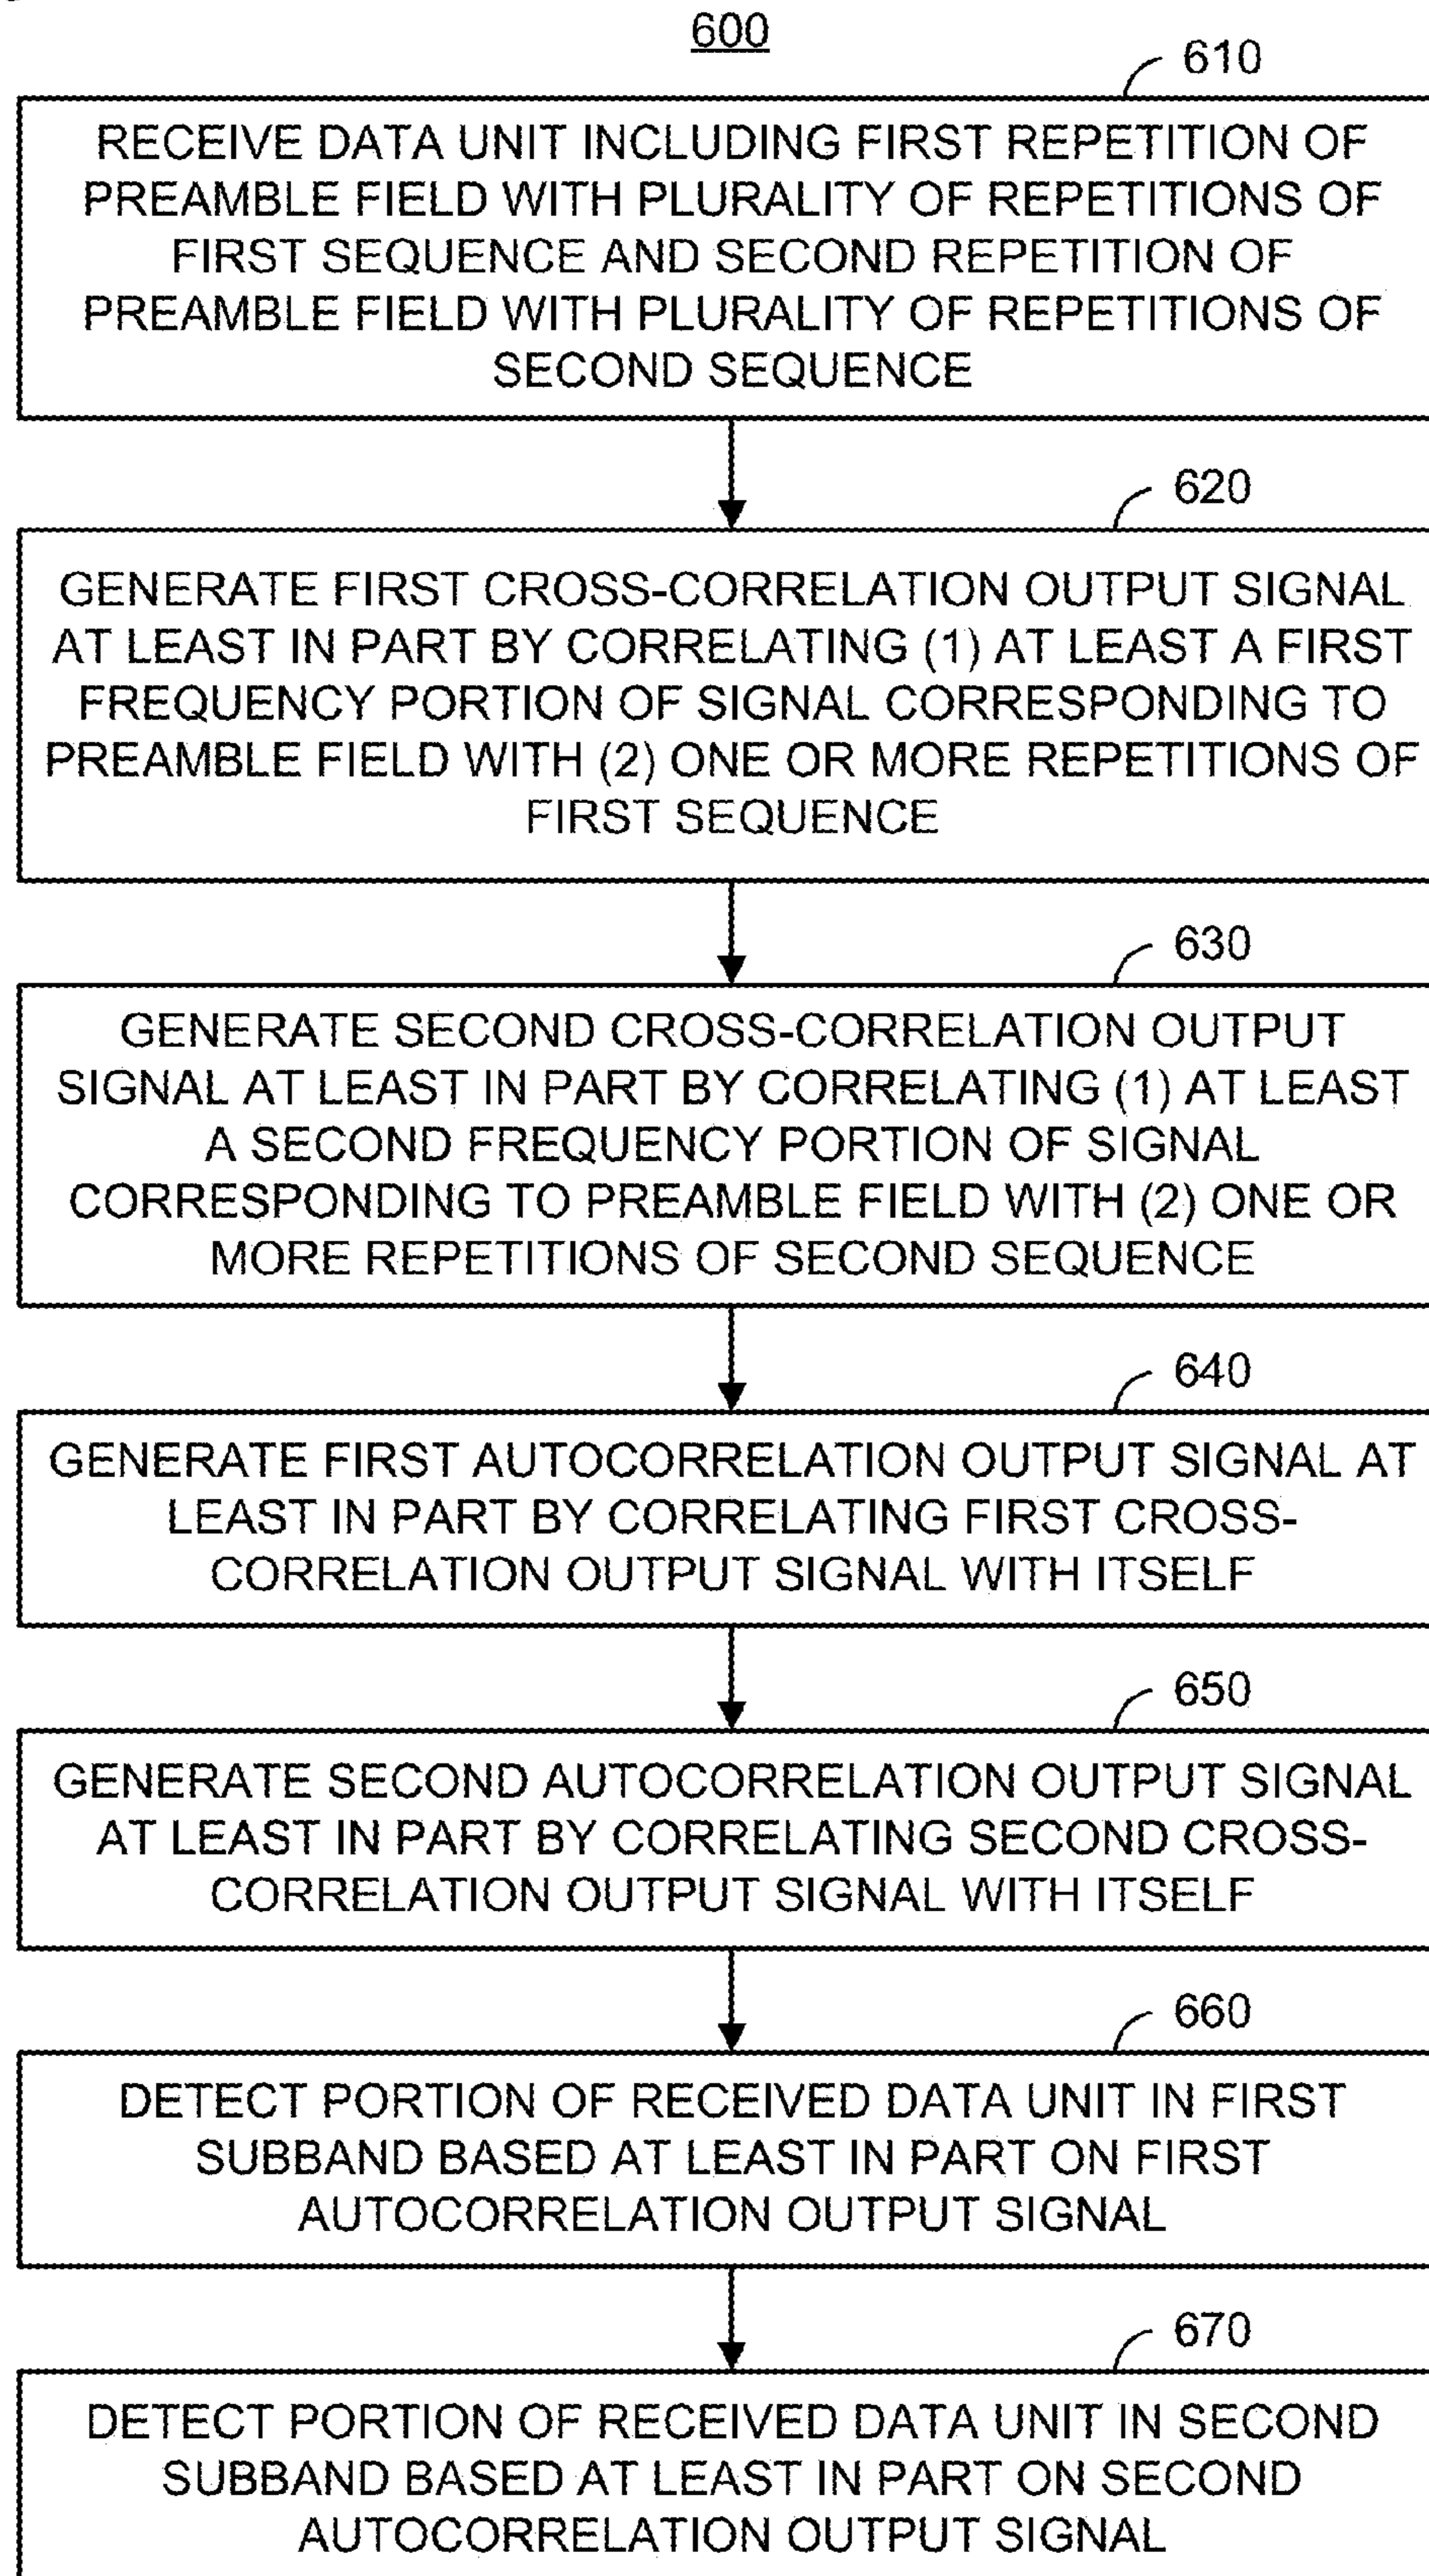 600
610
RECEIVE DATA UNIT INCLUDING FIRST REPETITION OF
PREAMBLE FIELD WITH PLURALITY OF REPETITIONS OF
FIRST SEQUENCE AND SECOND REPETITION OF
PREAMBLE FIELD WITH PLURALITY OF REPETITIONS OF
SECOND SEQUENCE
620
GENERATE FIRST CROSS-CORRELATION OUTPUT SIGNAL
AT LEAST IN PART BY CORRELATING (1) AT LEAST A FIRST
FREQUENCY PORTION OF SIGNAL CORRESPONDING TO
PREAMBLE FIELD WITH (2) ONE OR MORE REPETITIONS OF
FIRST SEQUENCE
630
GENERATE SECOND CROSS-CORRELATION OUTPUT
SIGNAL AT LEAST IN PART BY CORRELATING (1) AT LEAST
A SECOND FREQUENCY PORTION OF SIGNAL
CORRESPONDING TO PREAMBLE FIELD WITH (2) ONE OR
MORE REPETITIONS OF SECOND SEQUENCE
640
GENERATE FIRST AUTOCORRELATION OUTPUT SIGNAL AT
LEAST IN PART BY CORRELATING FIRST CROSS-
CORRELATION OUTPUT SIGNAL WITH ITSELF
650
GENERATE SECOND AUTOCORRELATION OUTPUT SIGNAL
AT LEAST IN PART BY CORRELATING SECOND CROSS-
CORRELATION OUTPUT SIGNAL WITH ITSELF
660
DETECT PORTION OF RECEIVED DATA UNIT IN FIRST
SUBBAND BASED AT LEAST IN PART ON FIRST
AUTOCORRELATION OUTPUT SIGNAL
670
DETECT PORTION OF RECEIVED DATA UNIT IN SECOND
SUBBAND BASED AT LEAST IN PART ON SECOND
AUTOCORRELATION OUTPUT SIGNAL